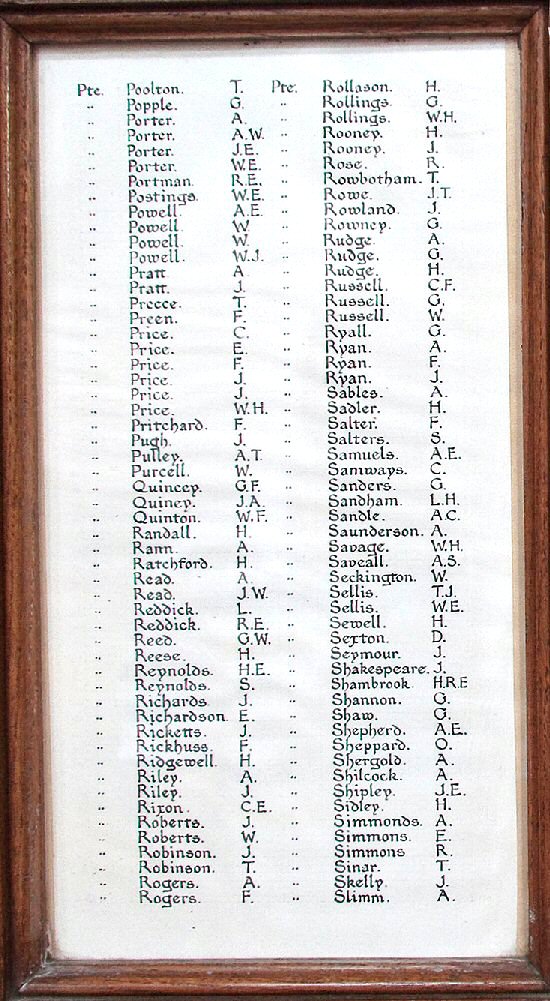 Pte. Poolton. T.
.. Popple. G.
.. Porter. A.
.. Porter. A.W.
.. Porter. J.E.
.. Porter. W.E.
.. Portman. R.E.
.. Postings. W.E.
.. Powell. A.E.
.. Powell. W.
.. Powell. W.
.. Powell. W.J.
.. Pratt. A.
.. Pratt. J.
.. Preece. T.
.. Preen. F.
.. Price. C.
.. Price. E.
.. Price. F.
.. Price. J.
.. Price. J.
.. Price. W.H.
.. Pritchard. F.
.. Pugh. J.
.. Pulley. A.T.
.. Purcell. W.
.. Quincey. G.F.
.. Quiney. J.A.
.. Quinton. W.F.
.. Randall. H.
.. Rann. A.
.. Ratchford. H.
.. Read. A.
.. Read. J.W.
.. Reddick. L.
.. Reddick. R.E.
.. Reed. G.W.
.. Reese. H.
.. Reynolds. H.E.
.. Reynolds. S.
.. Richards. J.
.. Richardson. E.
.. Ricketts. J.
.. Rickhuss. F.
.. Ridgewell. H.
.. Riley. A.
.. Riley. J.
.. Rixon. C.E.
.. Roberts. J.
.. Roberts. W.
.. Robinson. J.
.. Robinson. T.
.. Rogers. A.
.. Rogers. F.
Pte. Rollason. H.
.. Rollings. G.
.. Rollings. W.H.
.. Rooney. H.
.. Rooney. J.
.. Rose. R.
.. Rowbotham. T.
.. Rowe. J.T.
.. Rowland. J.
.. Rowney. G.
.. Rudge. A.
.. Rudge. G.
.. Rudge. H.
.. Russell. C.F.
.. Russell. G.
.. Russell. W.
.. Ryall. G.
.. Ryan. A.
.. Ryan. F.
.. Ryan. J.
.. Sables. A.
.. Sadler. H.
.. Salter. F.
.. Salters. S.
.. Samuels. A.E.
.. Samways. C.
.. Sanders. G.
.. Sandham. L.H.
.. Sandle. A.C.
.. Saunderson. A.
.. Savage. W.H.
.. Saveall. A.S.
.. Seckington. W.
.. Sellis. T.J.
.. Sellis. W.E.
.. Sewell. H.
.. Sexton. D.
.. Seymour. J.
.. Shakespeare. J.
.. Shambrook H.R.E
.. Shannon. G.
.. Shaw. G.
.. Shepherd. A.E.
.. Sheppard. O.
.. Shergold. A.
.. Shilcock. A.
.. Shipley. J.E.
.. Sidley. H.
.. Simmonds. A.
.. Simmons. E.
.. Simmons R.
.. Sinar. T.
.. Skelly. J.
.. Slimm. A.